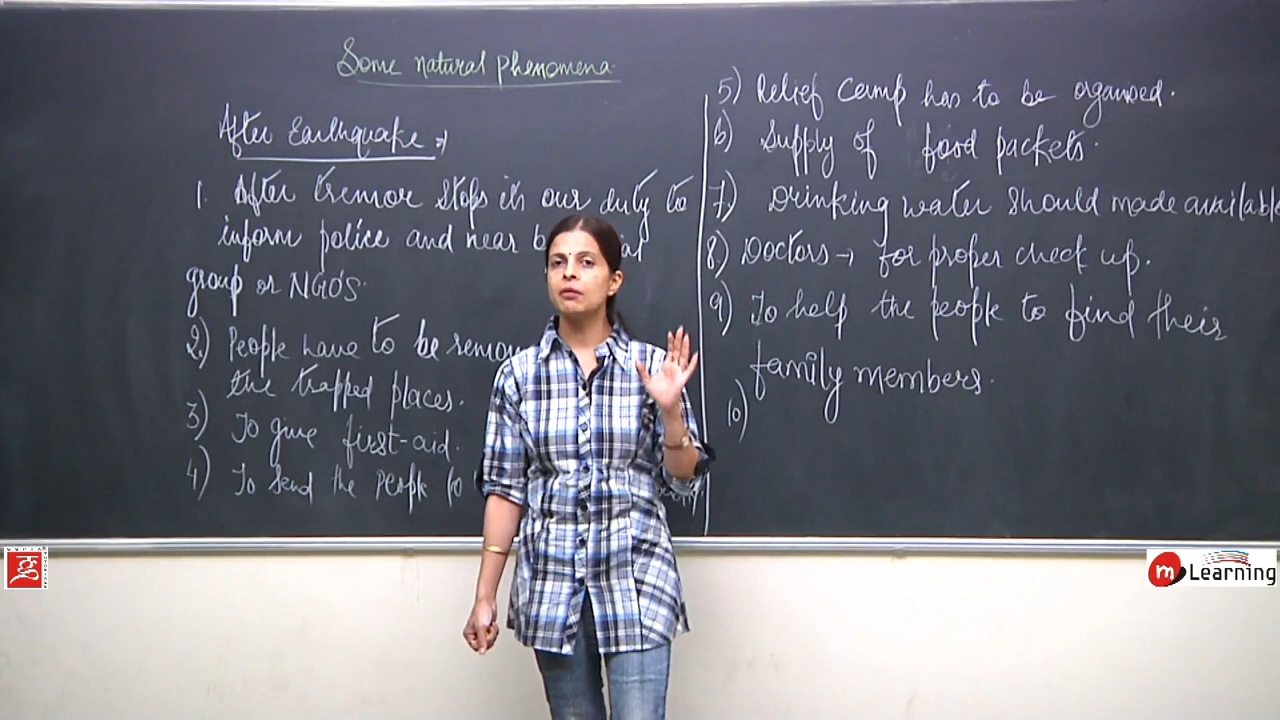 Some natural phenomena.
After Earthquake ⇒
1. After tremor stops it's our duty to
inform police and near b
group or NGO'S.
2) People have to be remov
the trapped places.
3) To give first-aid.
4) To send the people to
5) Relief camp has to be organised.
6) Supply of food packets.
7) Drinking water should made available
8) Doctors → for proper check up.
9) To help the people to find their
family members.
10)
m Learning